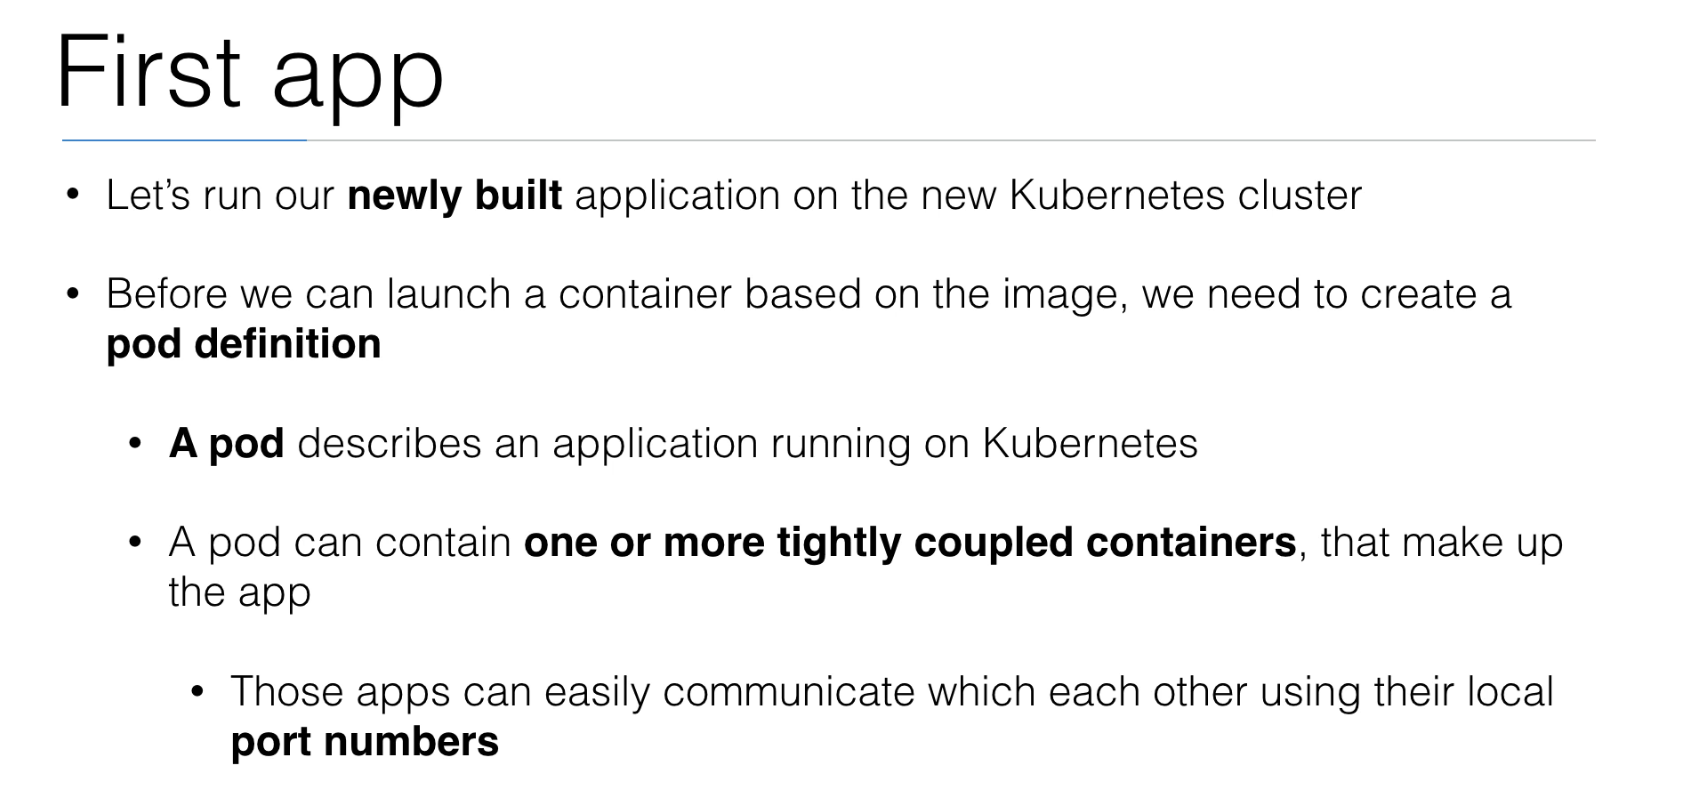 First app
• Let's run our newly built application on the new Kubernetes cluster
• Before we can launch a container based on the image, we need to create a
pod definition
• A pod describes an application running on Kubernetes
• A pod can contain one or more tightly coupled containers, that make up
the app
• Those apps can easily communicate which each other using their local
port numbers